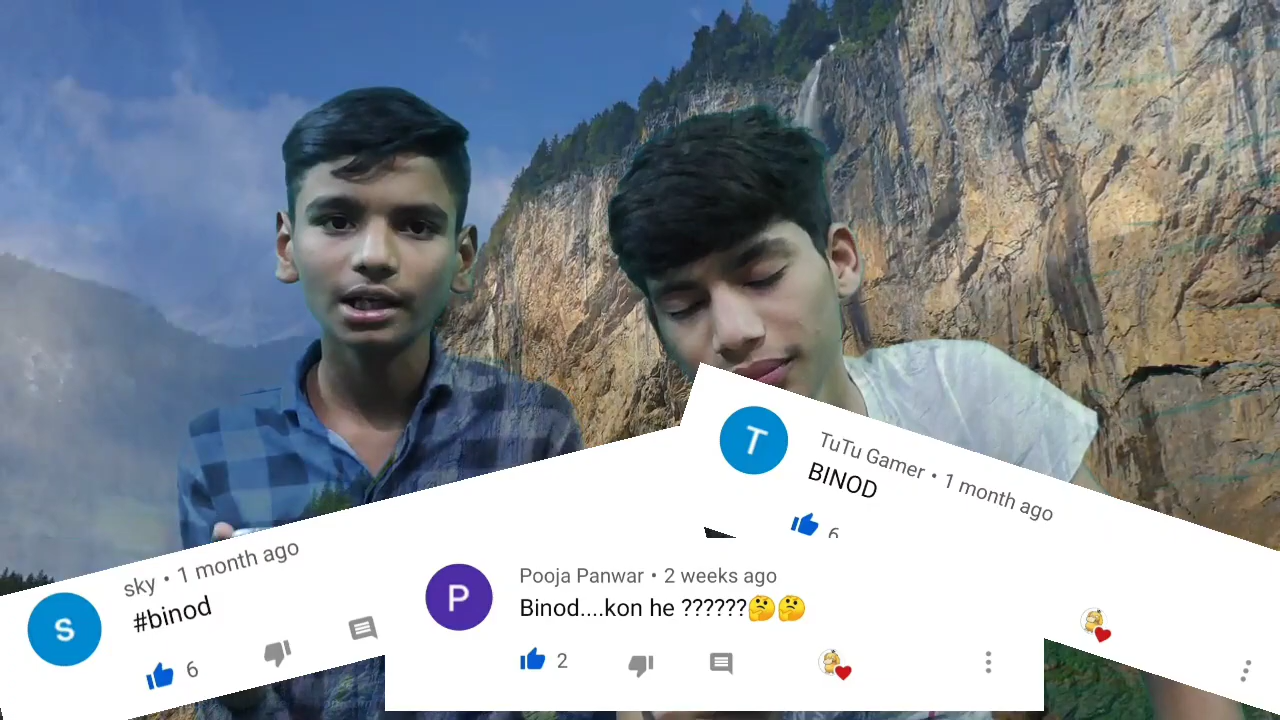 T
TuTu Gamer • 1 month ago
BINOD
6
s
sky • 1 month ago
#binod
6
P
Pooja Panwar • 2 weeks ago
Binod....kon he ??????🤔🤔
2